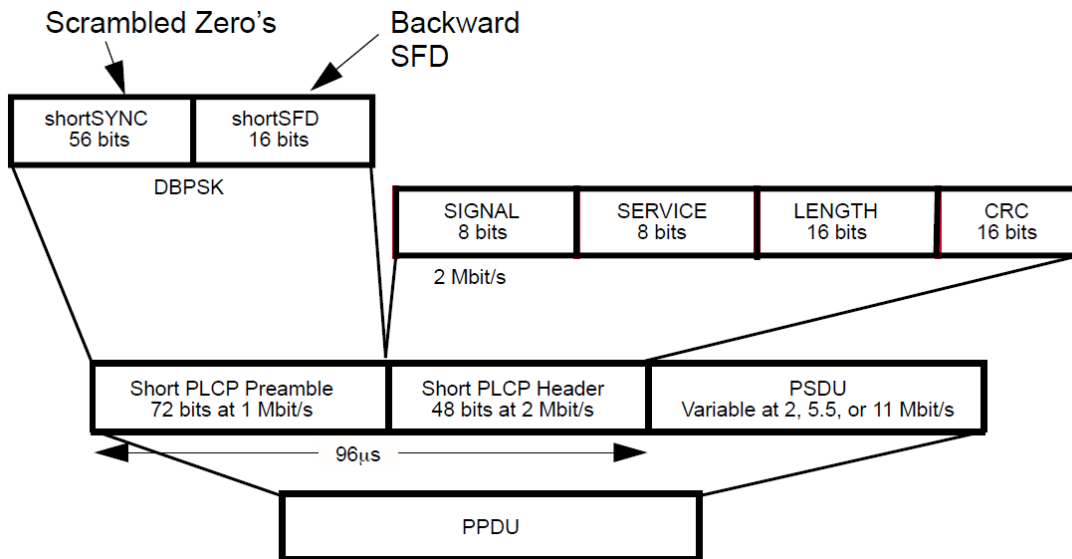 Scrambled Zero's
Backward
SFD
shortSYNC
56 bits
shortSFD
16 bits
DBPSK
SIGNAL
8 bits
SERVICE
8 bits
LENGTH
16 bits
CRC
16 bits
2 Mbit/s
Short PLCP Preamble
72 bits at 1 Mbit/s
Short PLCP Header
48 bits at 2 Mbit/s
PSDU
Variable at 2, 5.5, or 11 Mbit/s
96μs
PPDU